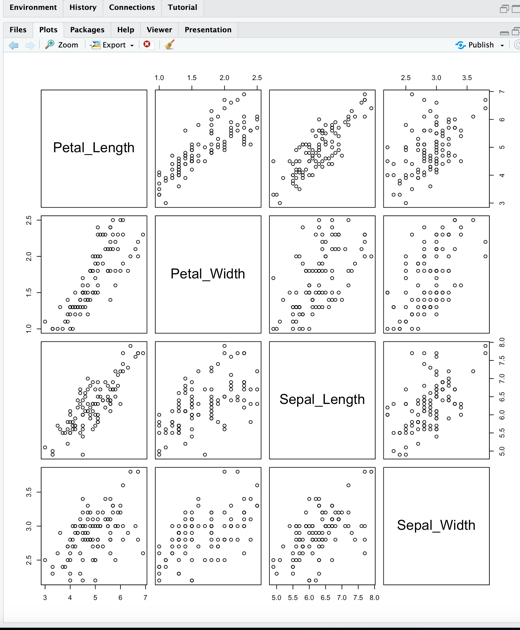 Environment History Connections Tutorial
Files Plots Packages Help Viewer Presentation
Zoom Export Publish
1.0 1.5 2.0 2.5 2.5 3.0 3.5
Petal_Length
3 4 5 6 7
1.0 1.5 2.0 2.5
Petal_Width
Sepal_Length
5.0 5.5 6.0 6.5 7.0 7.5 8.0
2.5 3.0 3.5
Sepal_Width
3 4 5 6 7 5.0 5.5 6.0 6.5 7.0 7.5 8.0